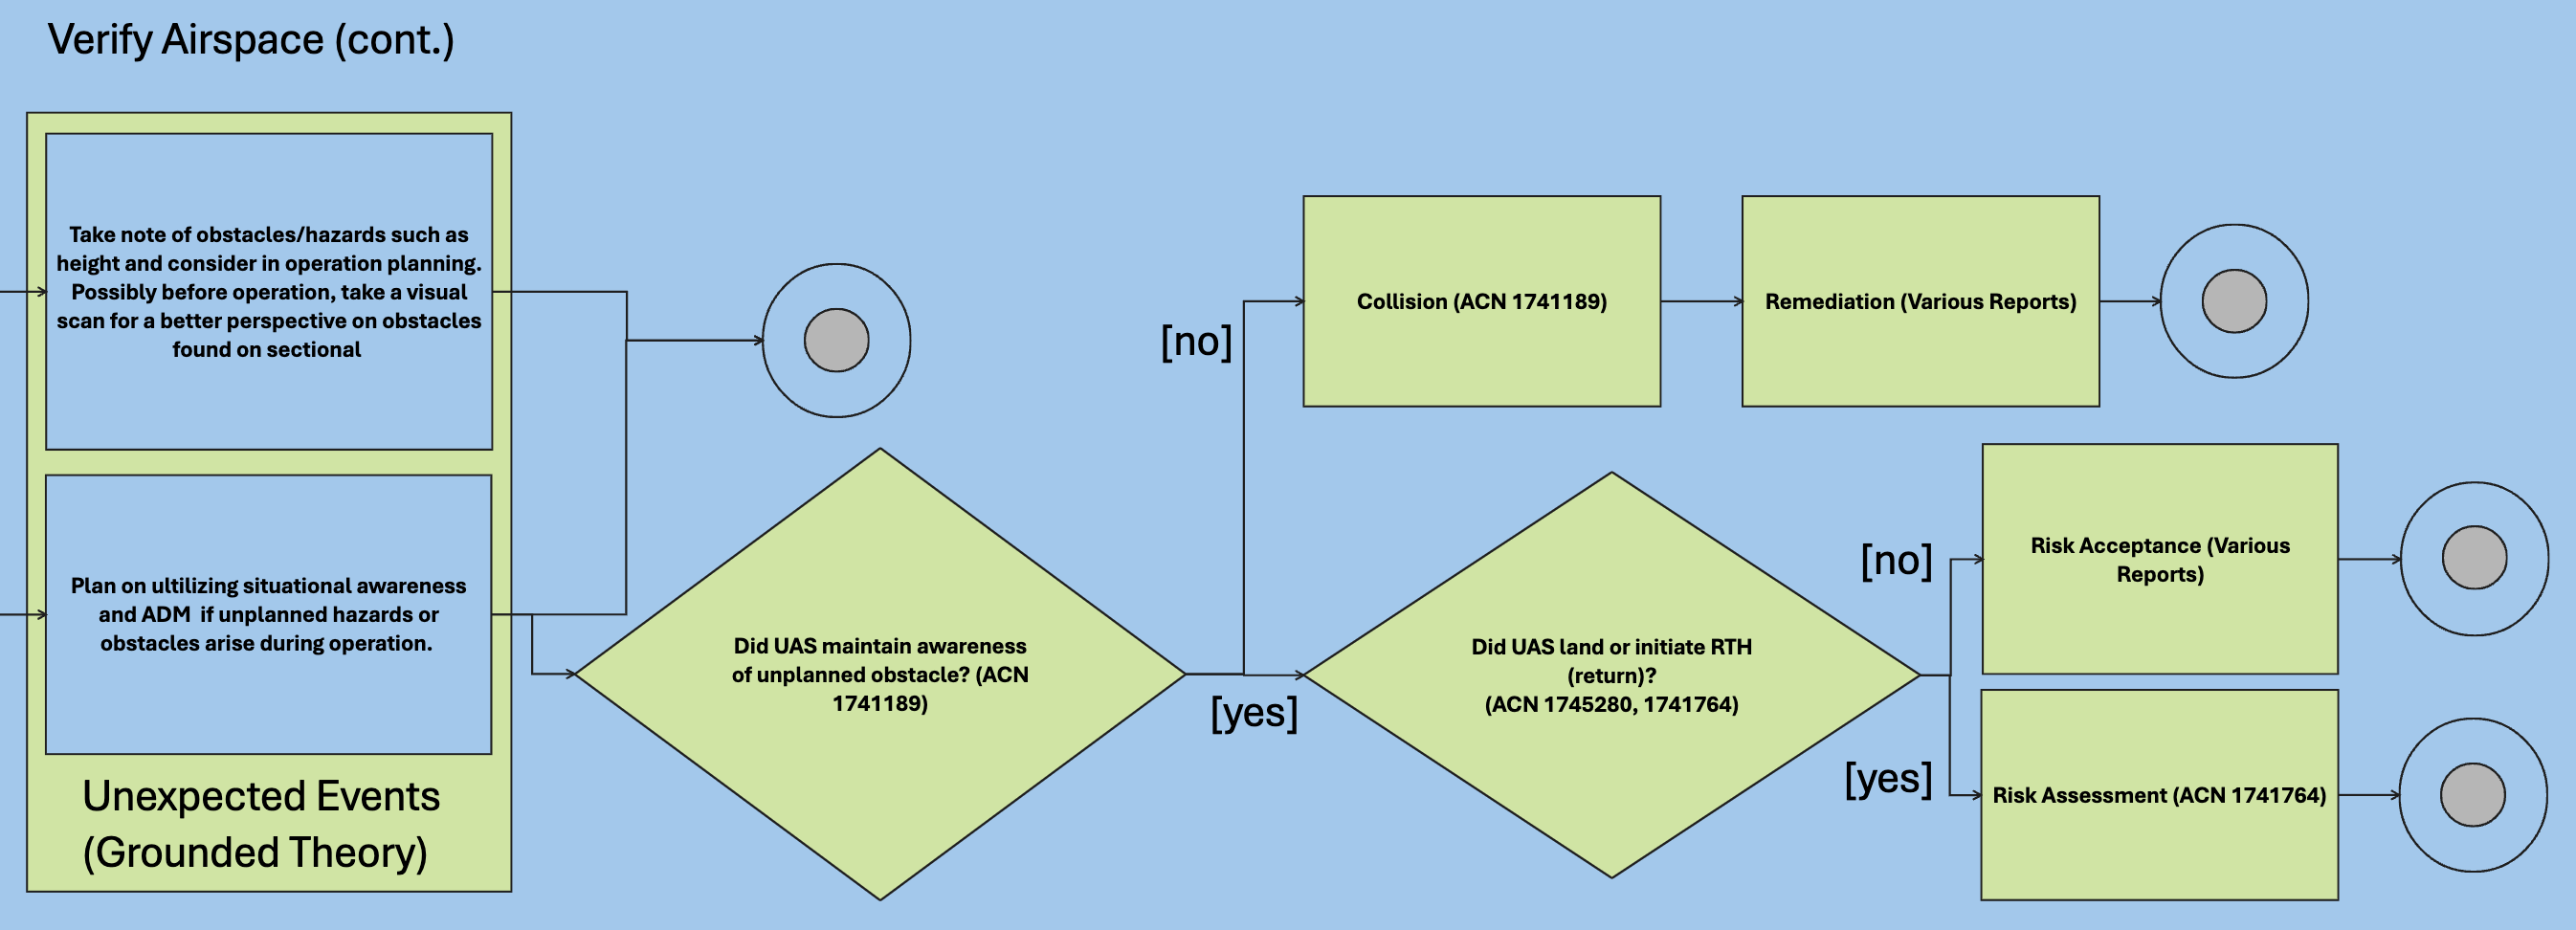 Verify Airspace (cont.)
Take note of obstacles/hazards such as
height and consider in operation planning.
Possibly before operation, take a visual
scan for a better perspective on obstacles
found on sectional
Plan on ultilizing situational awareness
and ADM  if unplanned hazards or
obstacles arise during operation.
Unexpected Events
(Grounded Theory)
Did UAS maintain awareness
of unplanned obstacle? (ACN
1741189)
[no]
[yes]
Collision (ACN 1741189)
Remediation (Various Reports)
Did UAS land or initiate RTH
(return)?
(ACN 1745280, 1741764)
[no]
[yes]
Risk Acceptance (Various
Reports)
Risk Assessment (ACN 1741764)